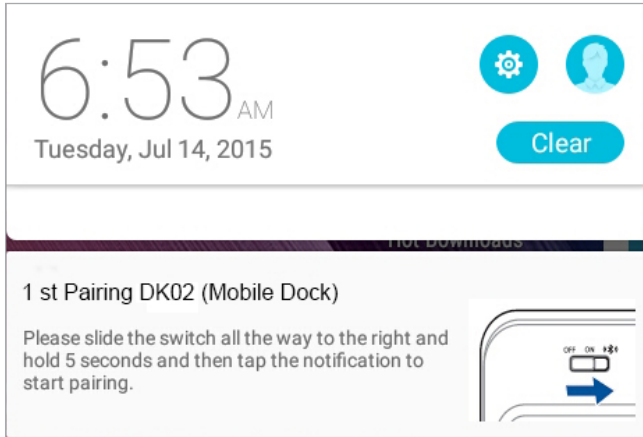 6:53 AM
Tuesday, Jul 14, 2015
Clear
Hot Downloads
1 st Pairing DK02 (Mobile Dock)
Please slide the switch all the way to the right and
hold 5 seconds and then tap the notification to
start pairing.
OFF ON